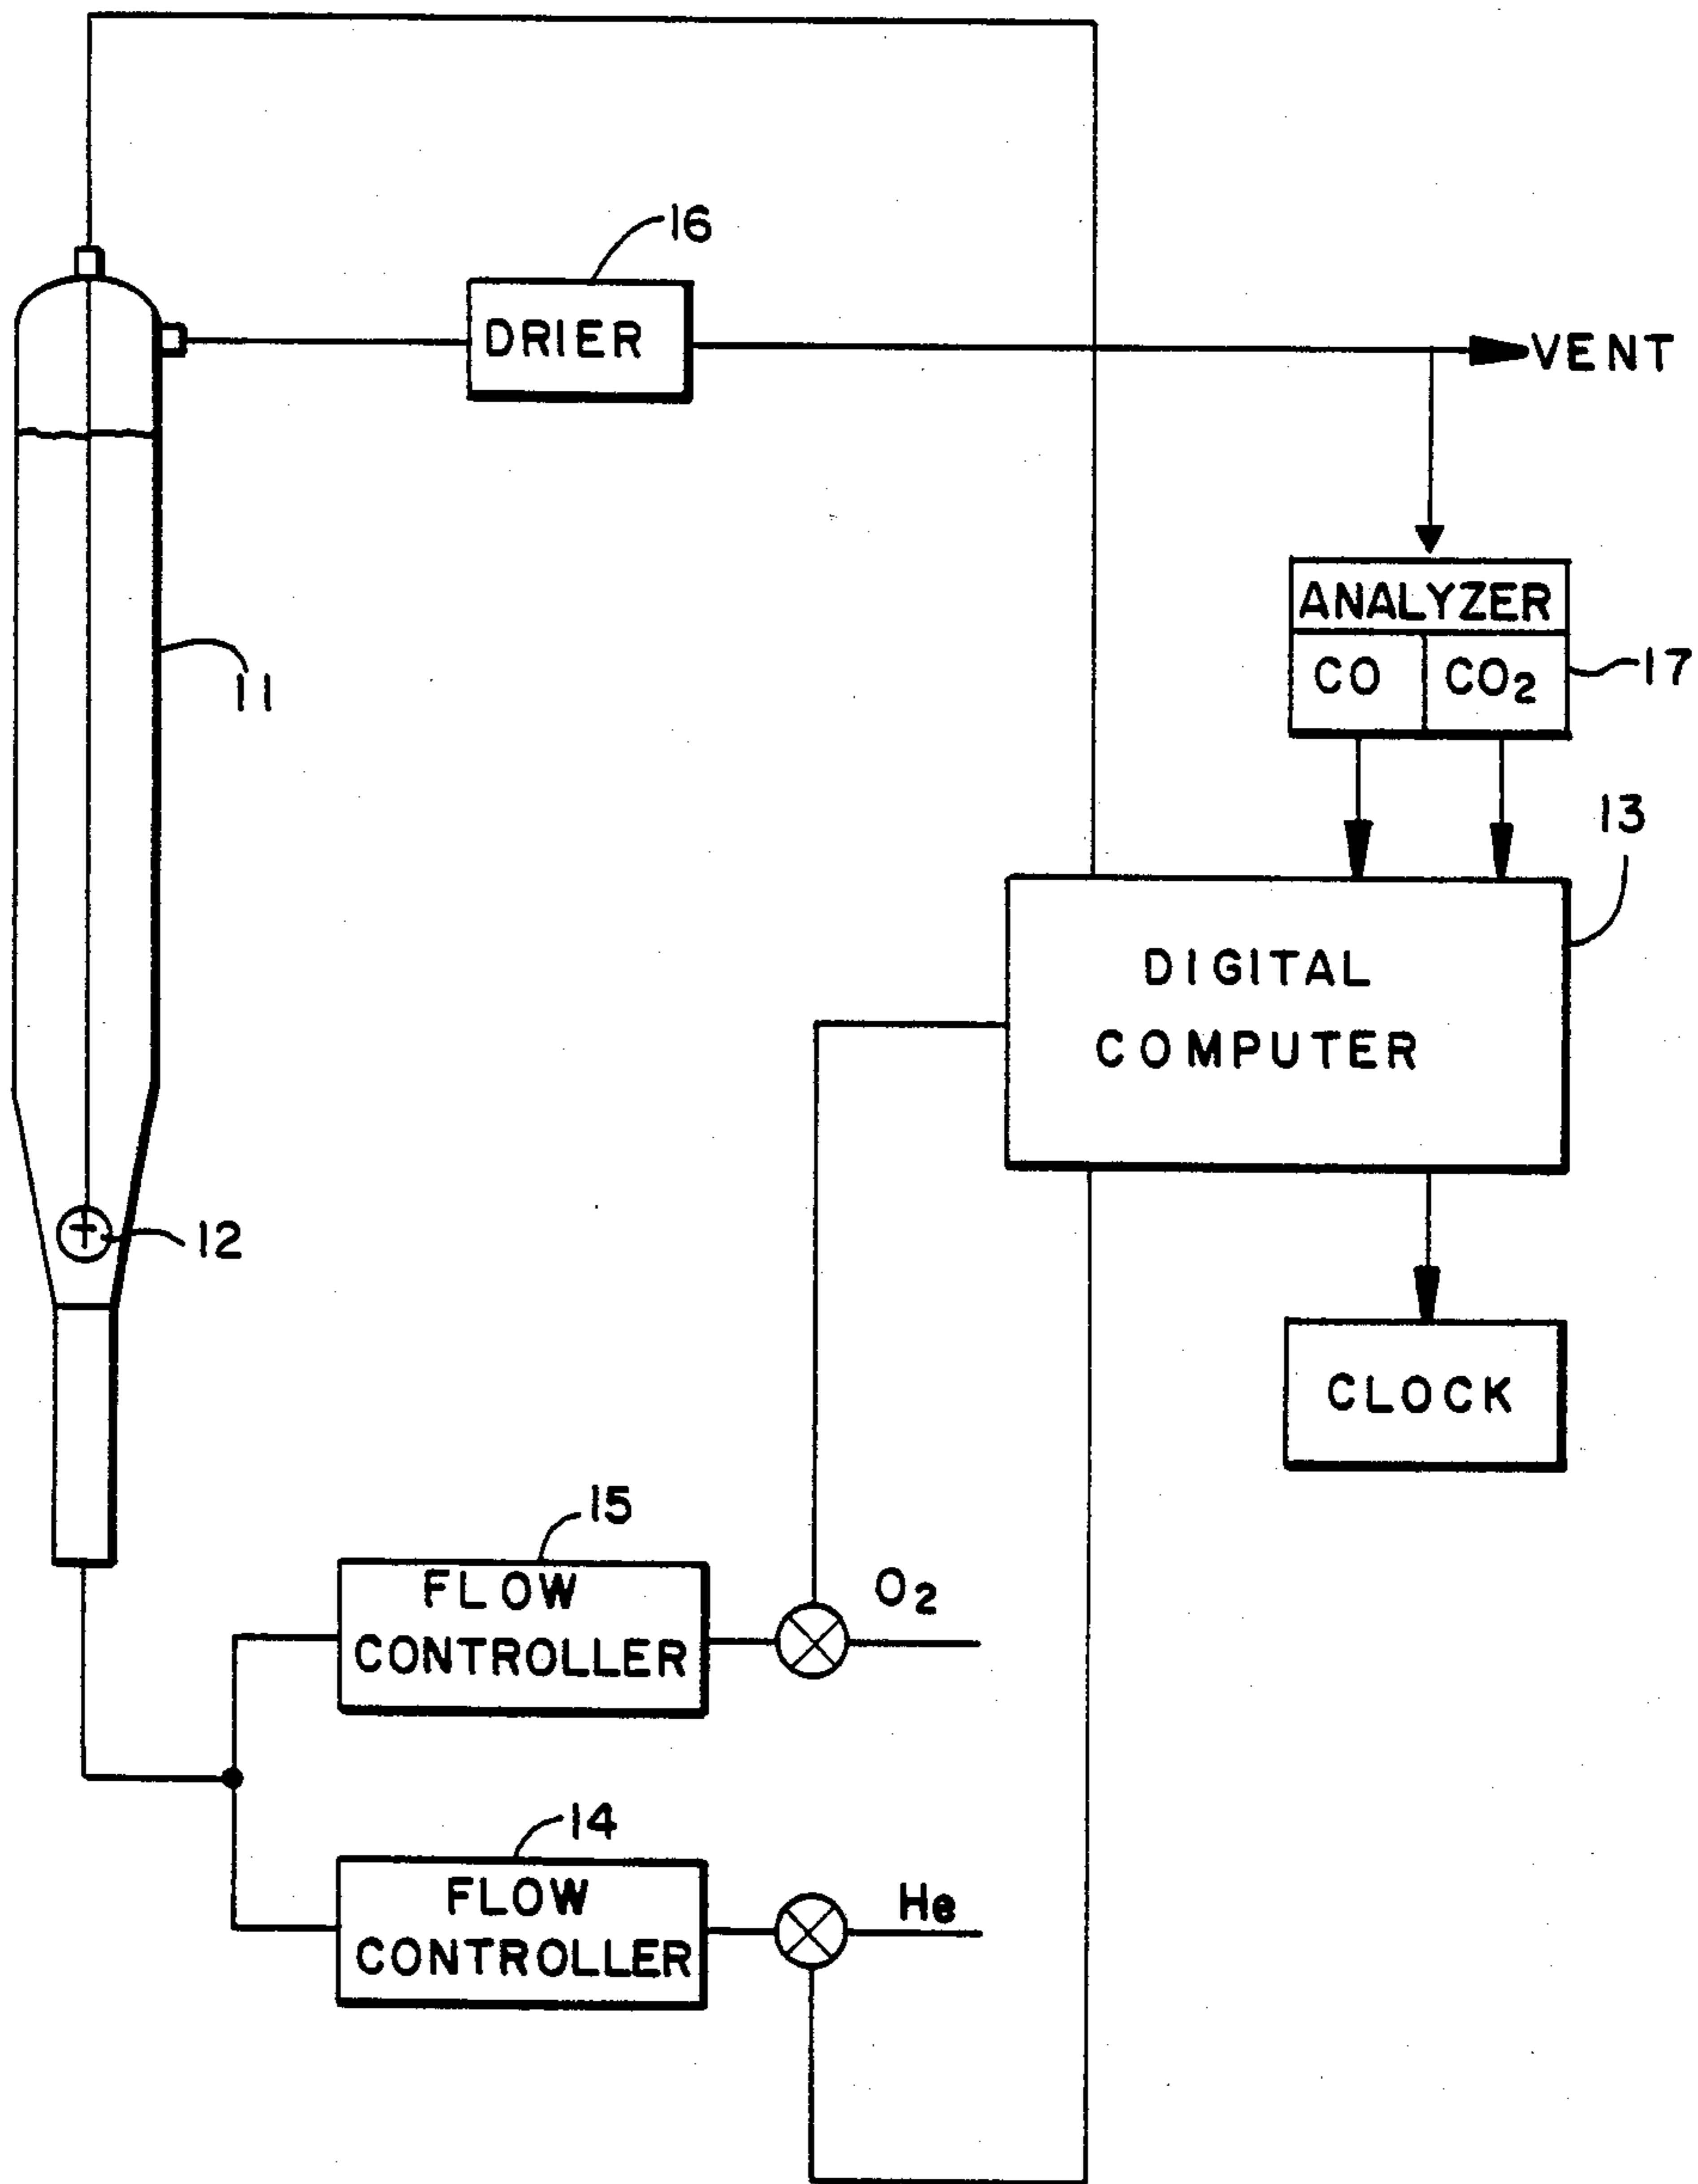 16
DRIER
VENT
11
ANALYZER
CO CO2
17
13
DIGITAL
COMPUTER
12
CLOCK
15
FLOW
CONTROLLER
O2
14
FLOW
CONTROLLER
He